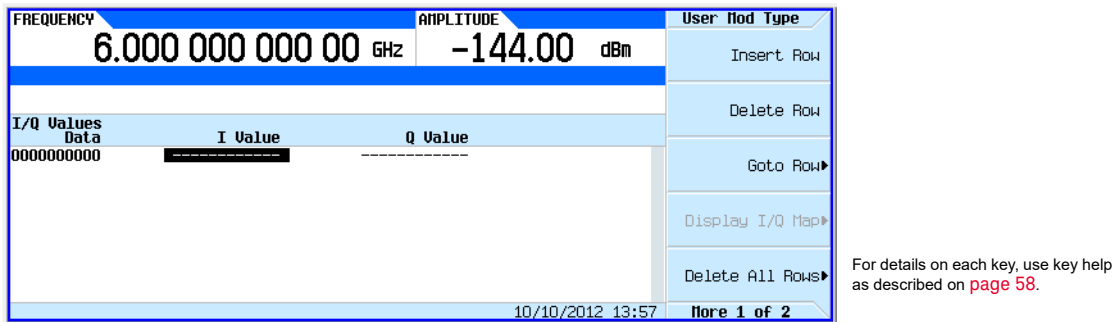 FREQUENCY
AMPLITUDE
6.000 000 000 00 GHz
-144.00 dBm
I/Q Values
Data I Value Q Value
0000000000 ------------ ------------
10/10/2012 13:57
User Mod Type
Insert Row
Delete Row
Goto Row
Display I/Q Map
Delete All Rows
More 1 of 2
For details on each key, use key help
as described on page 58.